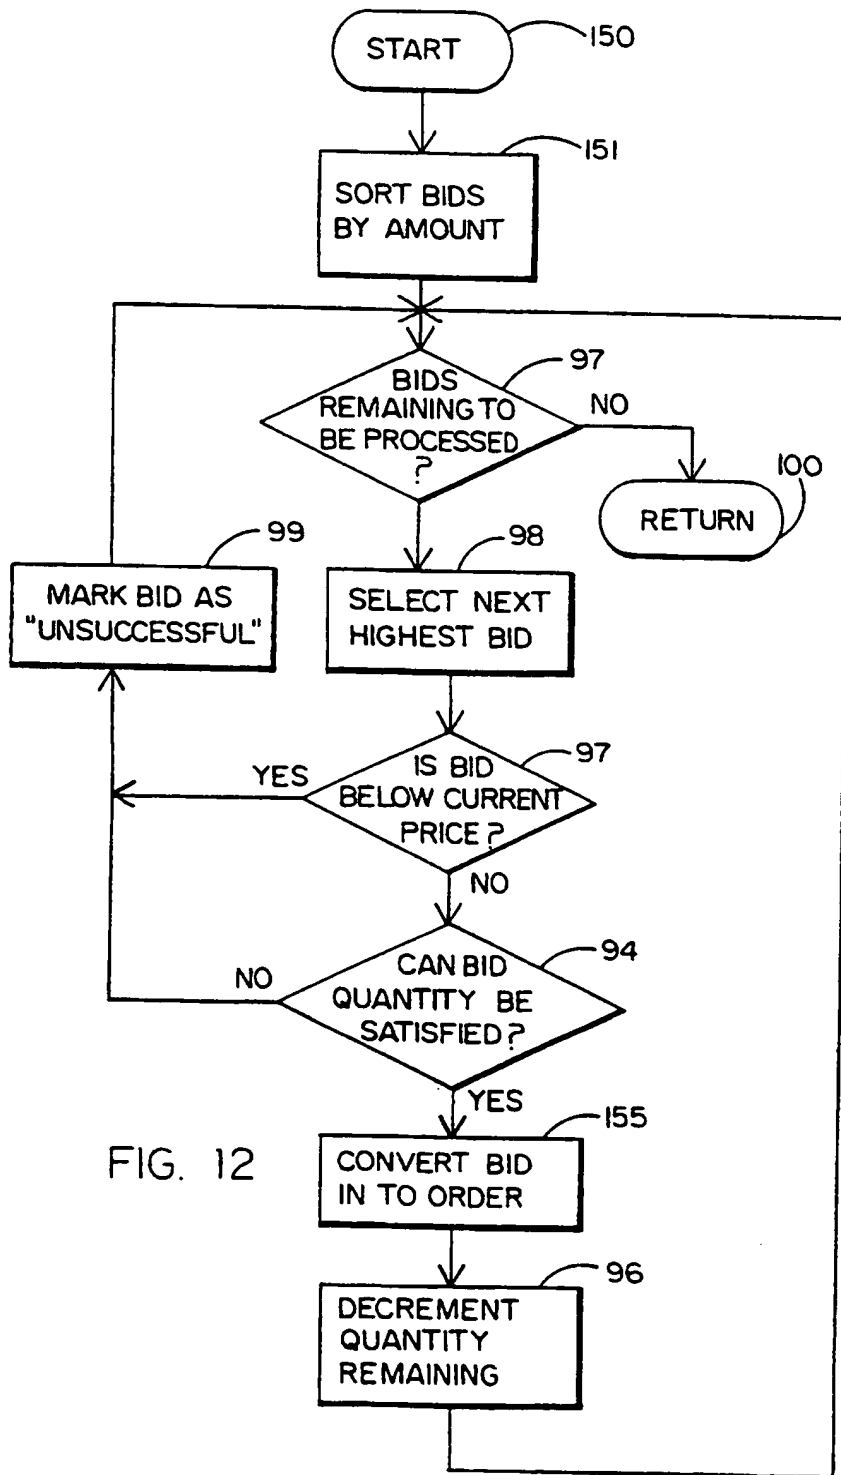 START
150
151
SORT BIDS
BY AMOUNT
97
BIDS
REMAINING TO
BE PROCESSED
?
NO
100
RETURN
99
MARK BID AS
"UNSUCCESSFUL"
98
SELECT NEXT
HIGHEST BID
97
YES
IS BID
BELOW CURRENT
PRICE?
NO
94
NO
CAN BID
QUANTITY BE
SATISFIED?
YES
155
FIG. 12
CONVERT BID
IN TO ORDER
96
DECREMENT
QUANTITY
REMAINING